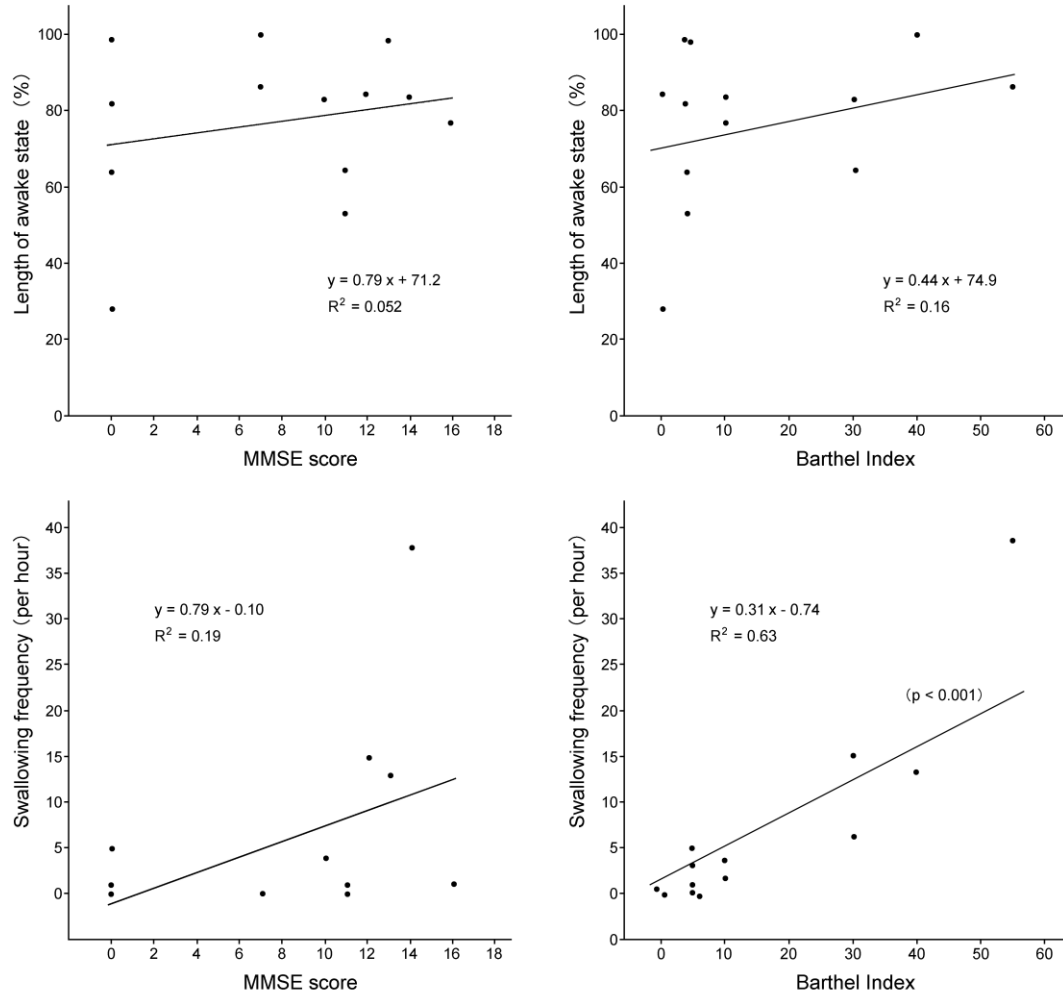 Length of awake state (%)
100
80
60
40
20
0
y = 0.79 x + 71.2
R² = 0.052
0 2 4 6 8 10 12 14 16 18
MMSE score
Length of awake state (%)
100
80
60
40
20
0
y = 0.44 x + 74.9
R² = 0.16
0 10 20 30 40 50 60
Barthel Index
Swallowing frequency (per hour)
40
35
30
25
20
15
10
5
0
y = 0.79 x - 0.10
R² = 0.19
0 2 4 6 8 10 12 14 16 18
MMSE score
Swallowing frequency (per hour)
40
35
30
25
20
15
10
5
0
y = 0.31 x - 0.74
R² = 0.63
(p < 0.001)
0 10 20 30 40 50 60
Barthel Index